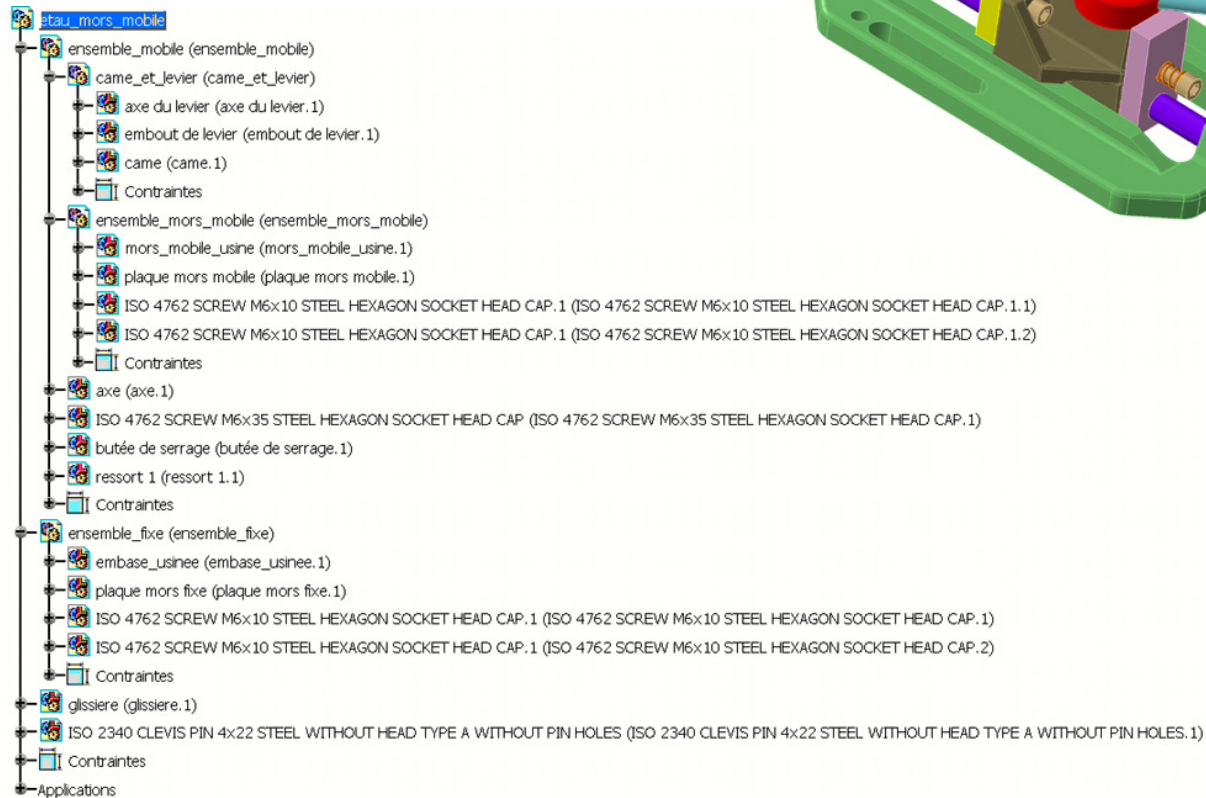 etau_mors_mobile
ensemble_mobile (ensemble_mobile)
came_et_levier (came_et_levier)
axe du levier (axe du levier.1)
embout de levier (embout de levier.1)
came (came.1)
Contraintes
ensemble_mors_mobile (ensemble_mors_mobile)
mors_mobile_usine (mors_mobile_usine.1)
plaque mors mobile (plaque mors mobile.1)
ISO 4762 SCREW M6x10 STEEL HEXAGON SOCKET HEAD CAP.1 (ISO 4762 SCREW M6x10 STEEL HEXAGON SOCKET HEAD CAP.1.1)
ISO 4762 SCREW M6x10 STEEL HEXAGON SOCKET HEAD CAP.1 (ISO 4762 SCREW M6x10 STEEL HEXAGON SOCKET HEAD CAP.1.2)
Contraintes
axe (axe.1)
ISO 4762 SCREW M6x35 STEEL HEXAGON SOCKET HEAD CAP (ISO 4762 SCREW M6x35 STEEL HEXAGON SOCKET HEAD CAP.1)
butée de serrage (butée de serrage.1)
ressort 1 (ressort 1.1)
Contraintes
ensemble_fixe (ensemble_fixe)
embase_usinee (embase_usinee.1)
plaque mors fixe (plaque mors fixe.1)
ISO 4762 SCREW M6x10 STEEL HEXAGON SOCKET HEAD CAP.1 (ISO 4762 SCREW M6x10 STEEL HEXAGON SOCKET HEAD CAP.1)
ISO 4762 SCREW M6x10 STEEL HEXAGON SOCKET HEAD CAP.1 (ISO 4762 SCREW M6x10 STEEL HEXAGON SOCKET HEAD CAP.2)
Contraintes
glissiere (glissiere.1)
ISO 2340 CLEVIS PIN 4x22 STEEL WITHOUT HEAD TYPE A WITHOUT PIN HOLES (ISO 2340 CLEVIS PIN 4x22 STEEL WITHOUT HEAD TYPE A WITHOUT PIN HOLES.1)
Contraintes
Applications